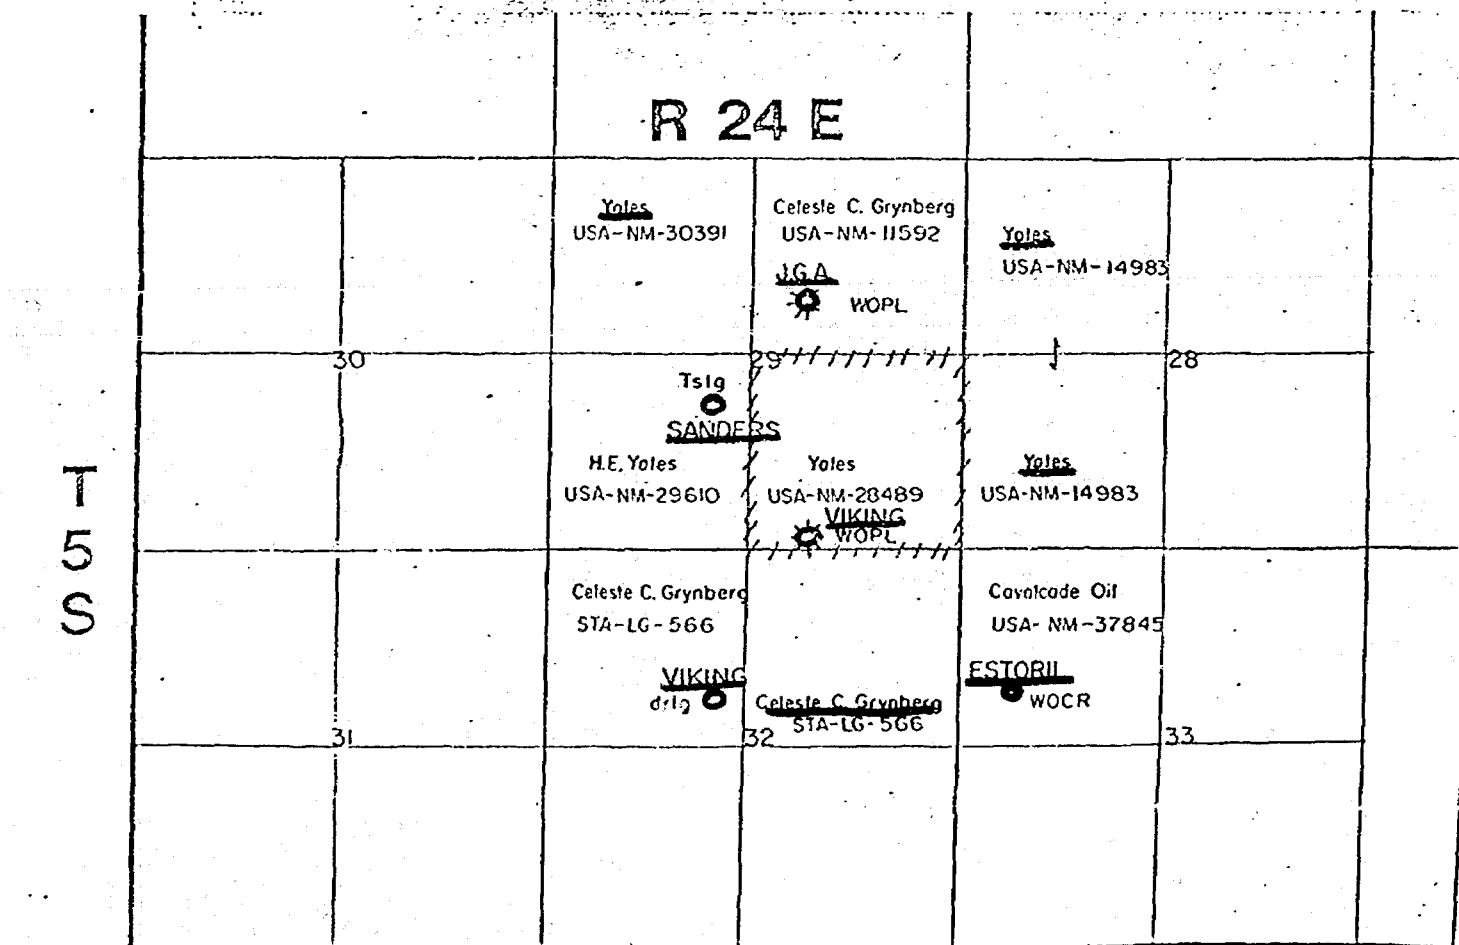 R 24 E
Yates
USA-NM-30391
Celeste C. Grynberg
USA-NM-11592
Yates
USA-NM-14983
J.G.A.
WOPL
30
29
28
Tstg
SANDERS
H.E. Yates
USA-NM-29610
Yates
USA-NM-28489
VIKING
WOPL
Yates
USA-NM-14983
T5S
Celeste C. Grynberg
STA-LG-566
Cavalcade Oil
USA-NM-37845
VIKING
drlg
Celeste C. Grynberg
STA-LG-566
ESTORIL
WOCR
31
32
33